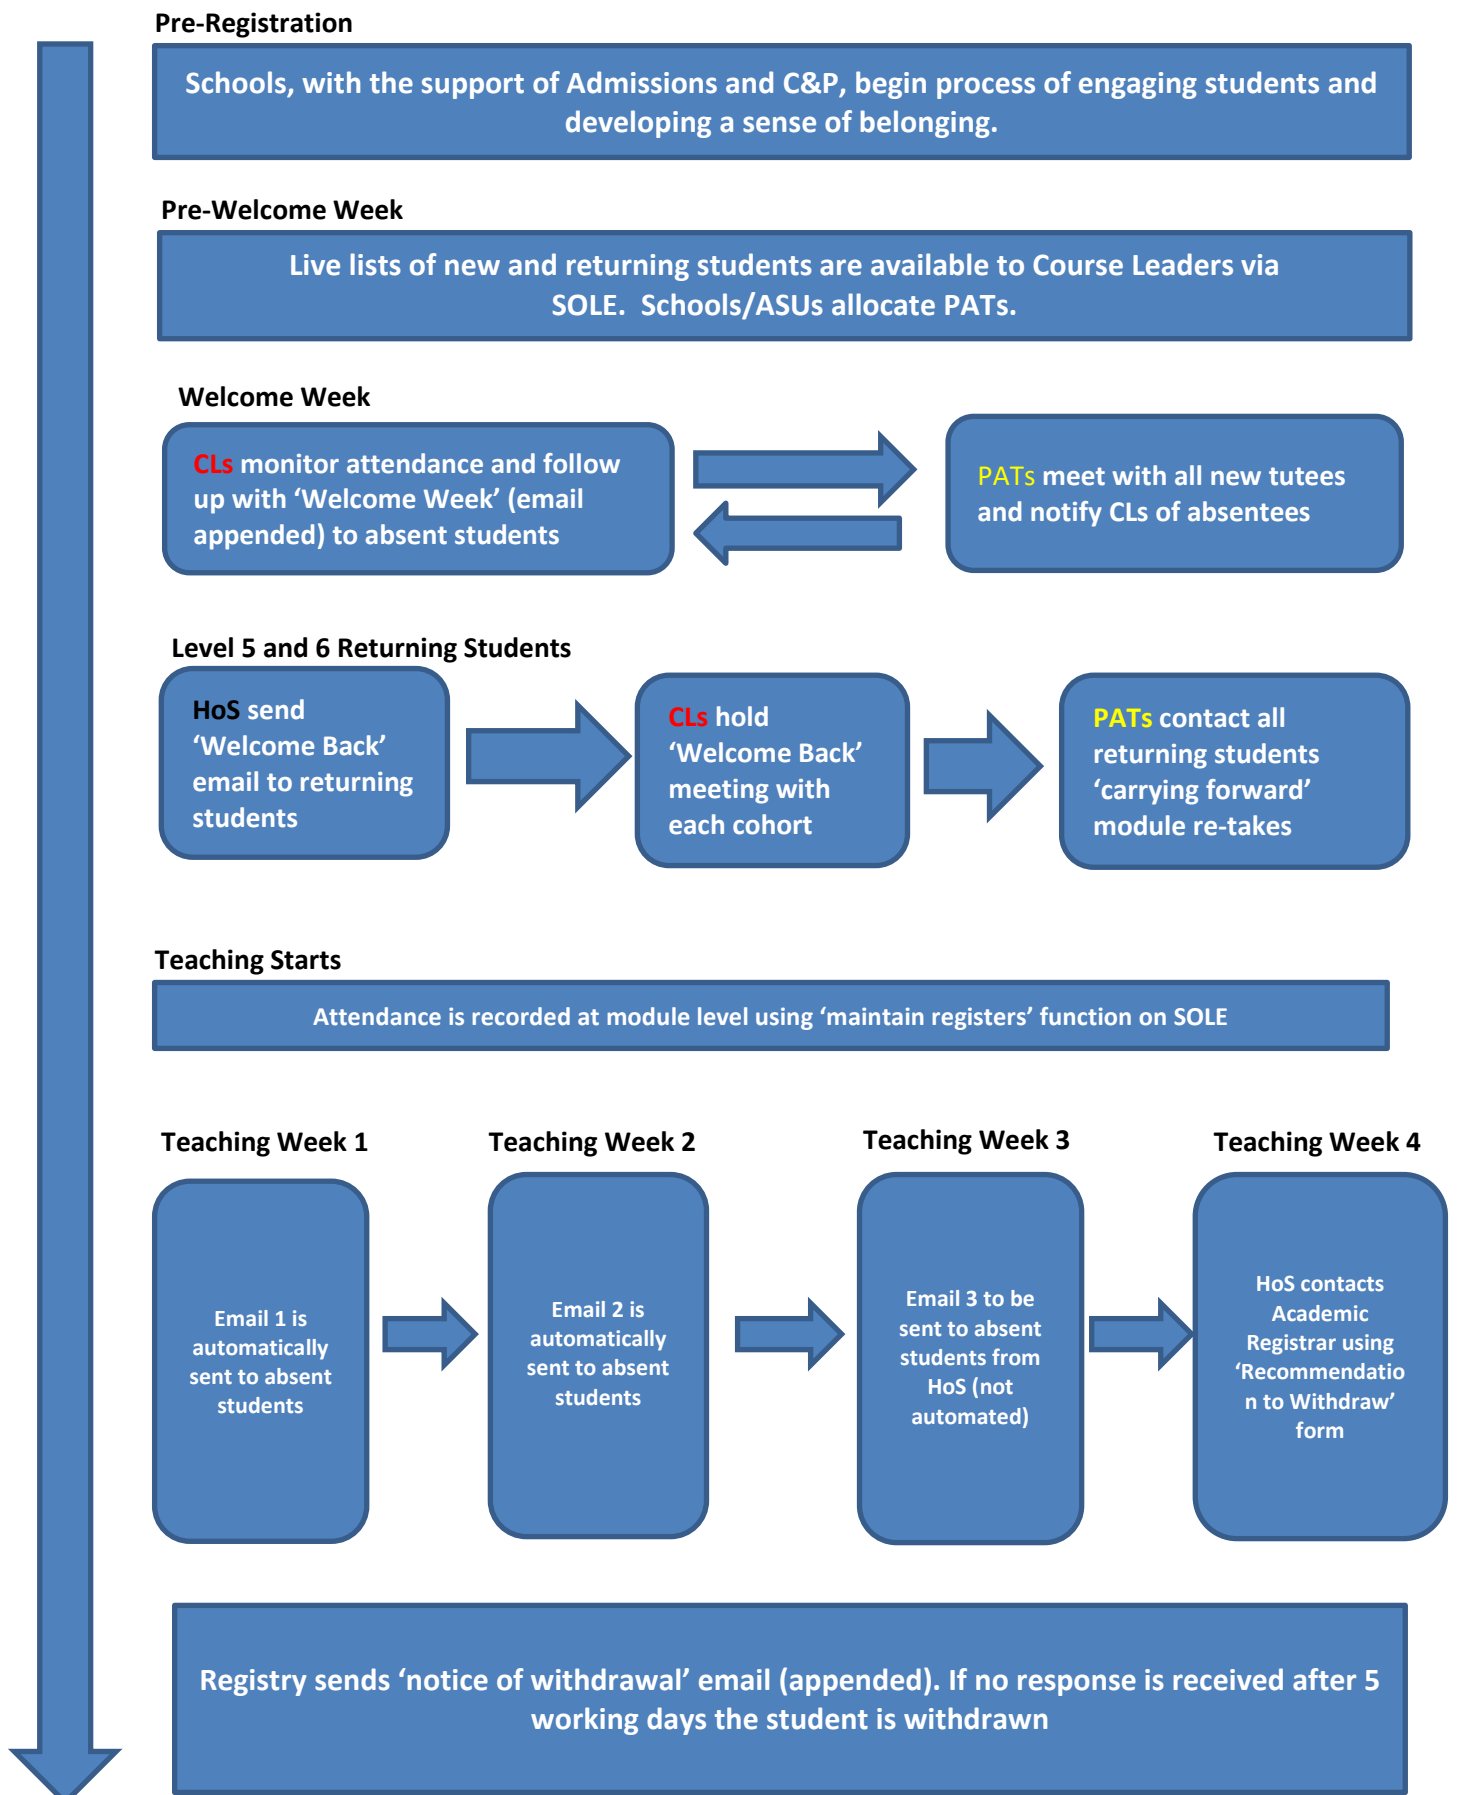 Pre-Registration
Schools, with the support of Admissions and C&P, begin process of engaging students and
developing a sense of belonging.
Pre-Welcome Week
Live lists of new and returning students are available to Course Leaders via
SOLE.  Schools/ASUs allocate PATs.
Welcome Week
CLs monitor attendance and follow
up with ‘Welcome Week’ (email
appended) to absent students
PATs meet with all new tutees
and notify CLs of absentees
Level 5 and 6 Returning Students
HoS send
‘Welcome Back’
email to returning
students
CLs hold
‘Welcome Back’
meeting with
each cohort
PATs contact all
returning students
‘carrying forward’
module re-takes
Teaching Starts
Attendance is recorded at module level using ‘maintain registers’ function on SOLE
Teaching Week 1
Email 1 is
automatically
sent to absent
students
Teaching Week 2
Email 2 is
automatically
sent to absent
students
Teaching Week 3
Email 3 to be
sent to absent
students from
HoS (not
automated)
Teaching Week 4
HoS contacts
Academic
Registrar using
‘Recommendatio
n to Withdraw’
form
Registry sends ‘notice of withdrawal’ email (appended). If no response is received after 5
working days the student is withdrawn